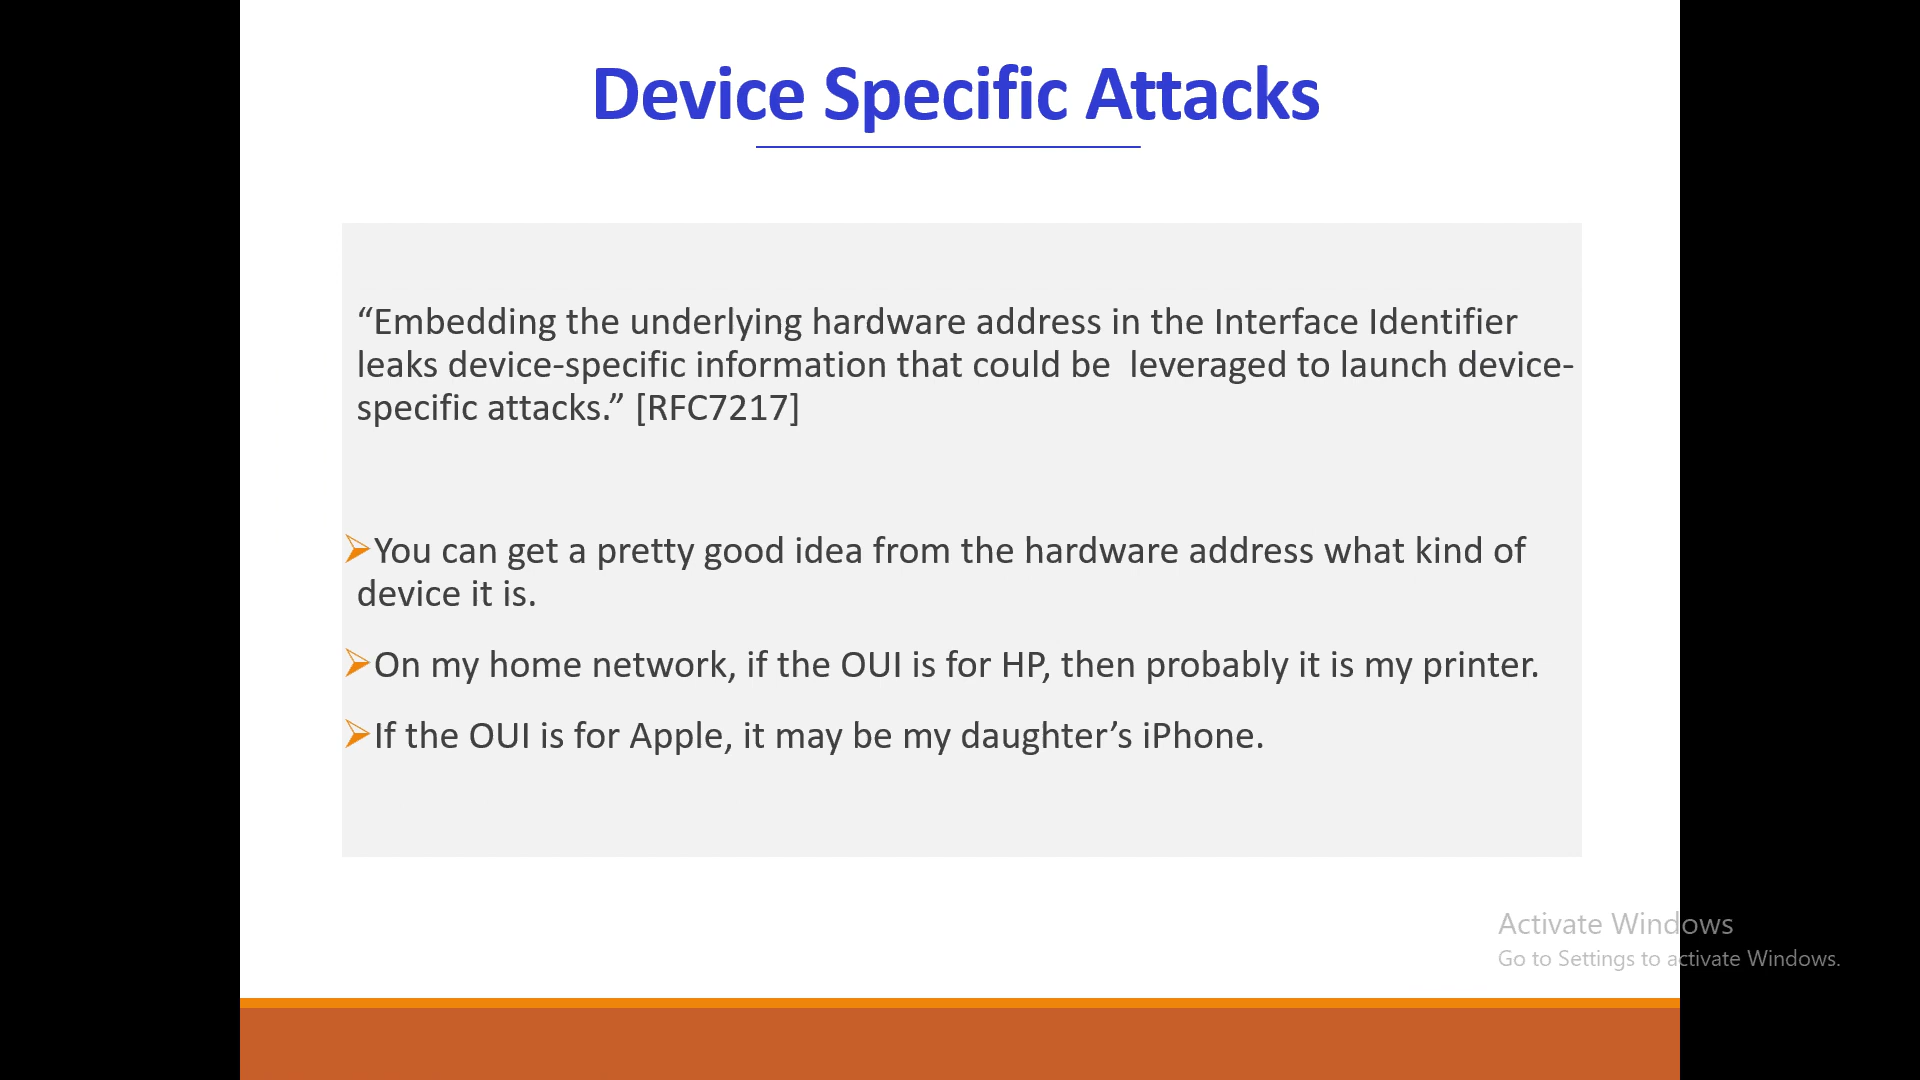 Device Specific Attacks
“Embedding the underlying hardware address in the Interface Identifier
leaks device-specific information that could be  leveraged to launch device-
specific attacks.” [RFC7217]
➢You can get a pretty good idea from the hardware address what kind of
device it is.
➢On my home network, if the OUI is for HP, then probably it is my printer.
➢If the OUI is for Apple, it may be my daughter’s iPhone.
Activate Windows
Go to Settings to activate Windows.